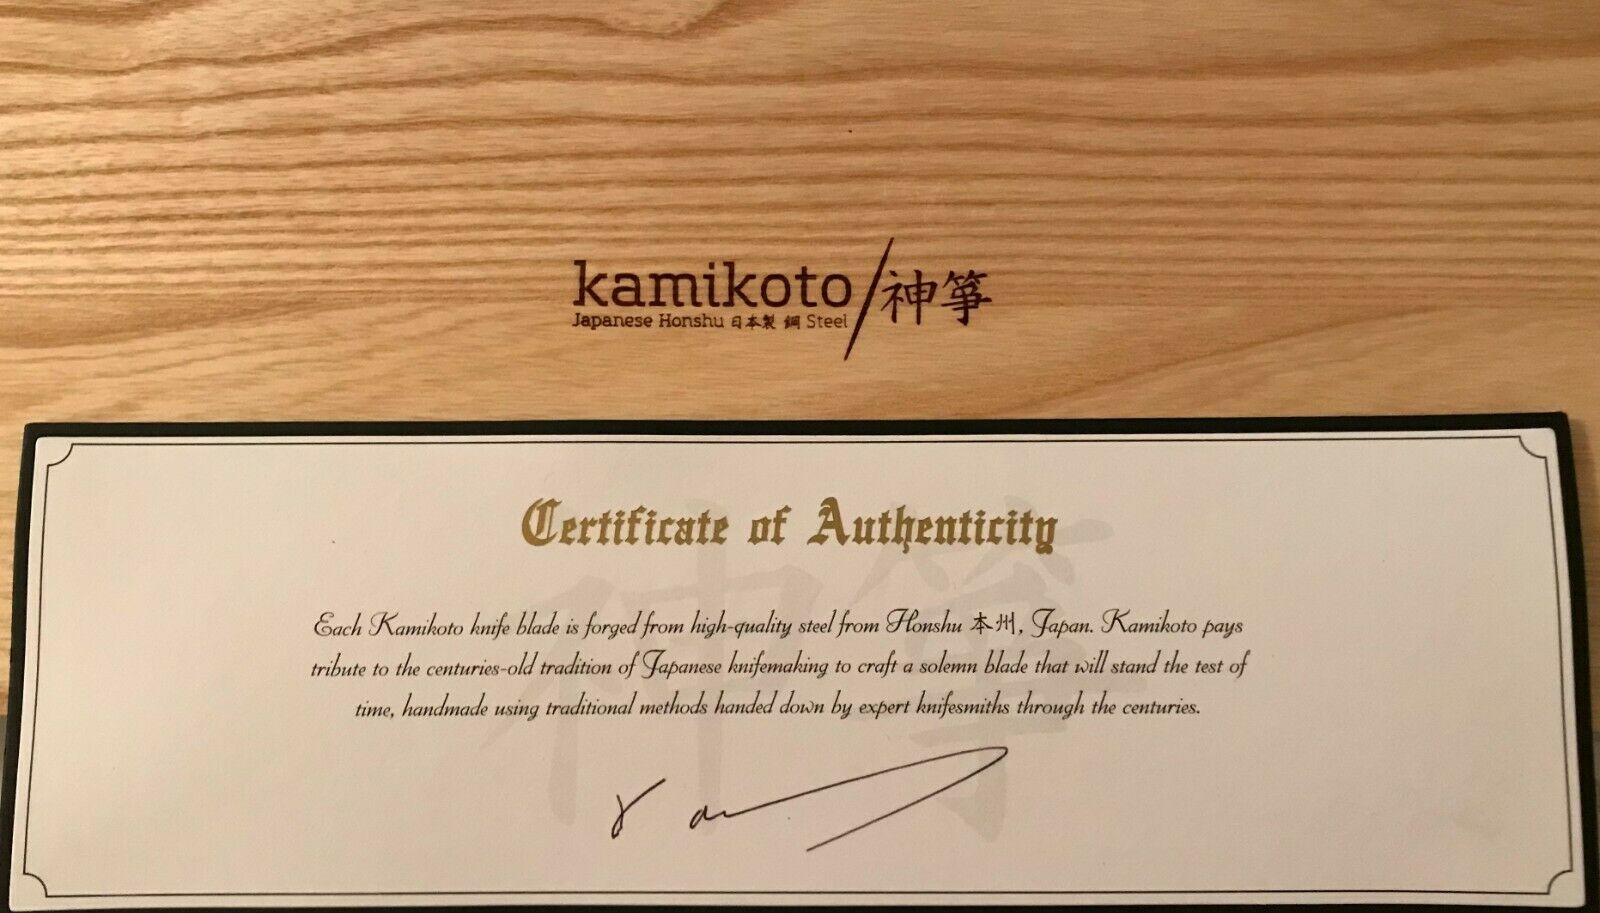 kamikoto/神箏
Japanese Honshu 日本製 鋼 Steel
Certificate of Authenticity
Each Kamikoto knife blade is forged from high-quality steel from Honshu 本州, Japan. Kamikoto pays
tribute to the centuries-old tradition of Japanese knifemaking to craft a solemn blade that will stand the test of
time, handmade using traditional methods handed down by expert knifesmiths through the centuries.
神箏